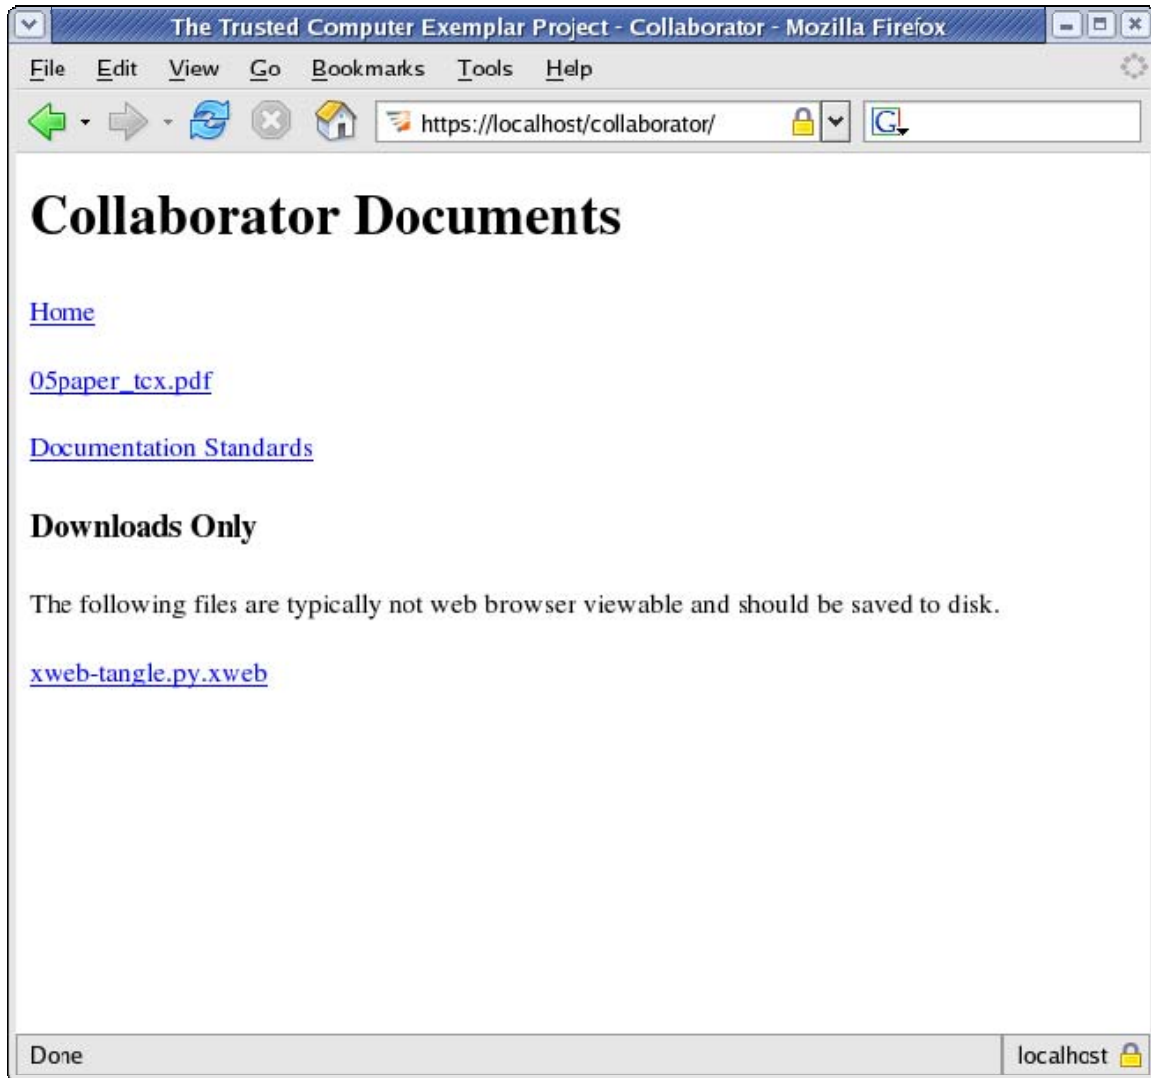 The Trusted Computer Exemplar Project - Collaborator - Mozilla Firefox
File Edit View Go Bookmarks Tools Help
https://localhost/collaborator/ G
Collaborator Documents
Home
05paper_tcx.pdf
Documentation Standards
Downloads Only
The following files are typically not web browser viewable and should be saved to disk.
xweb-tangle.py.xweb
Done localhost